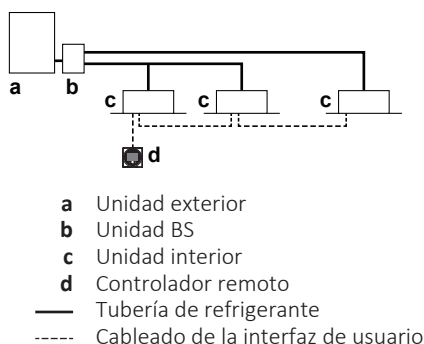 a
b
c
c
c
d
a Unidad exterior
b Unidad BS
c Unidad interior
d Controlador remoto
Tubería de refrigerante
Cableado de la interfaz de usuario